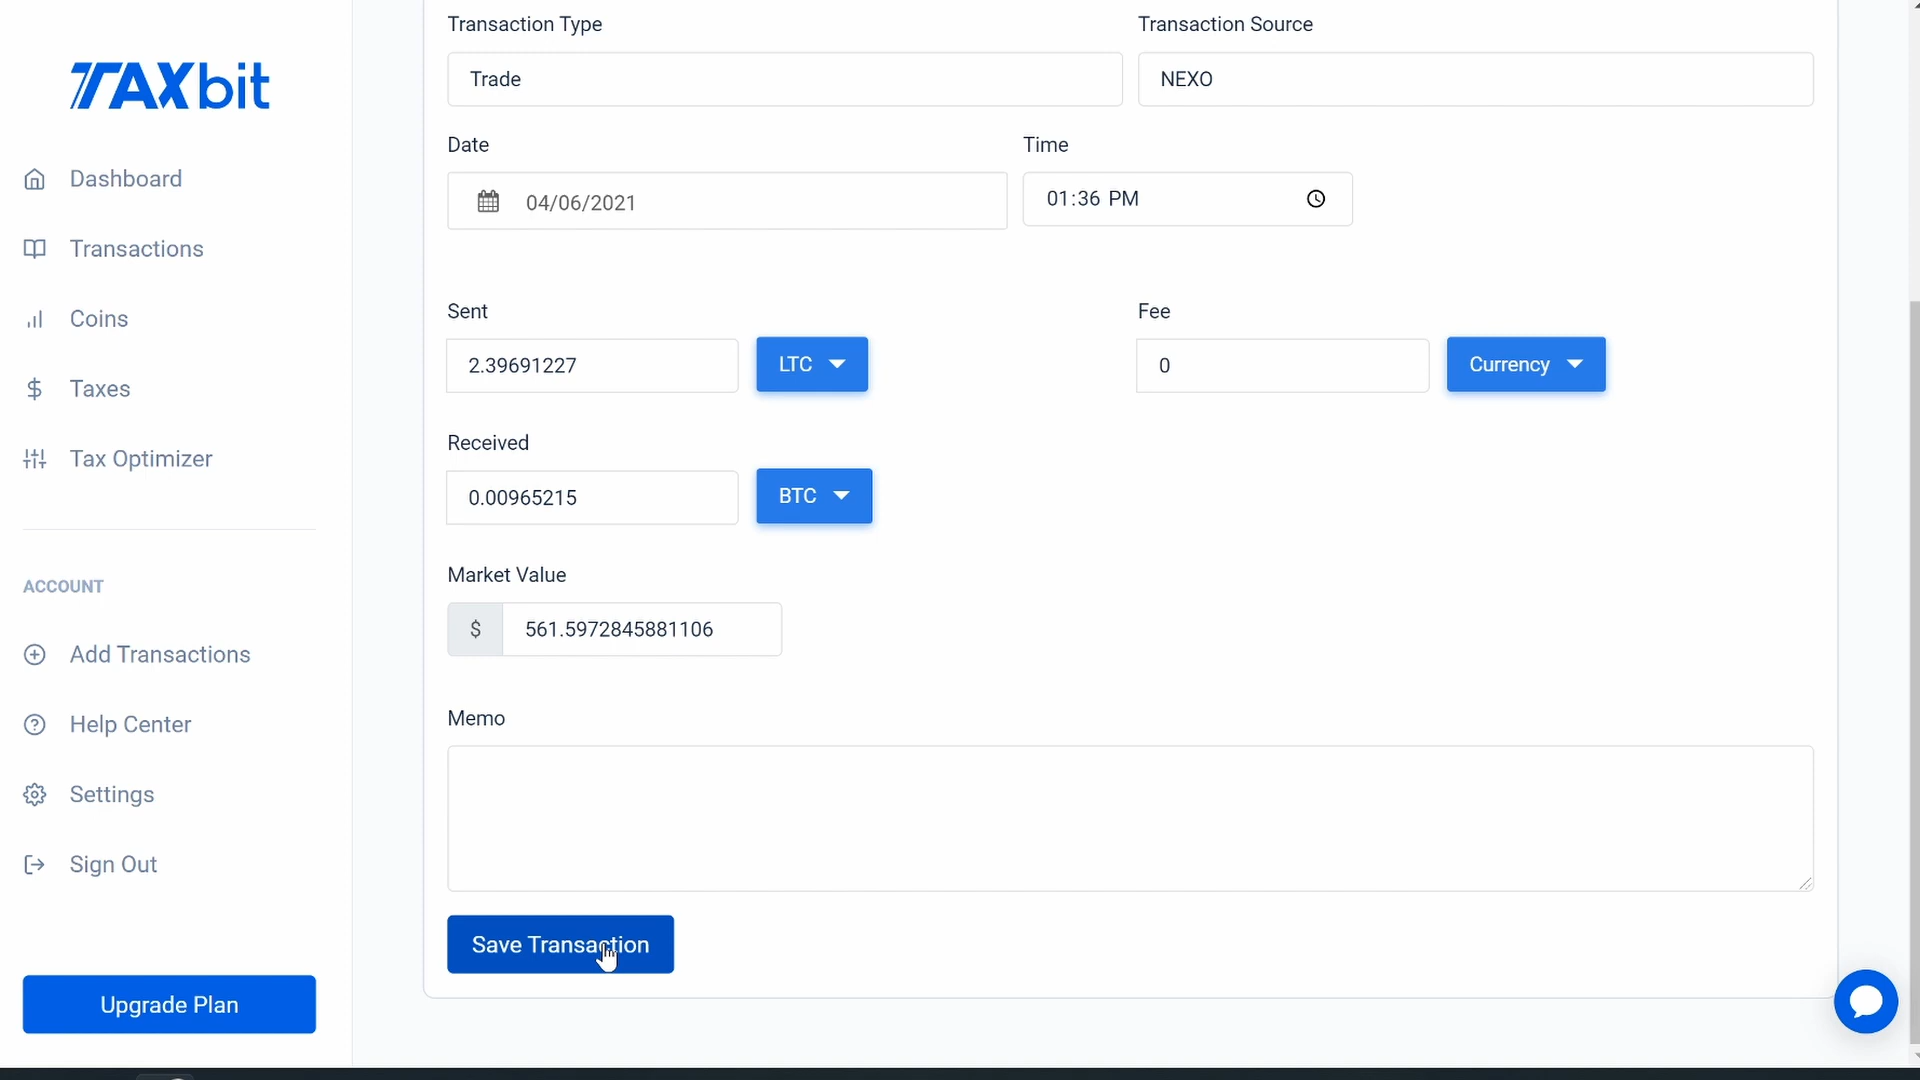 TAXbit
Dashboard
Transactions
Coins
Taxes
Tax Optimizer
ACCOUNT
Add Transactions
Help Center
Settings
Sign Out
Upgrade Plan
Transaction Type
Transaction Source
Trade
NEXO
Date
Time
04/06/2021
01:36 PM
Sent
Fee
2.39691227
LTC
0
Currency
Received
0.00965215
BTC
Market Value
$
561.5972845881106
Memo
Save Transaction